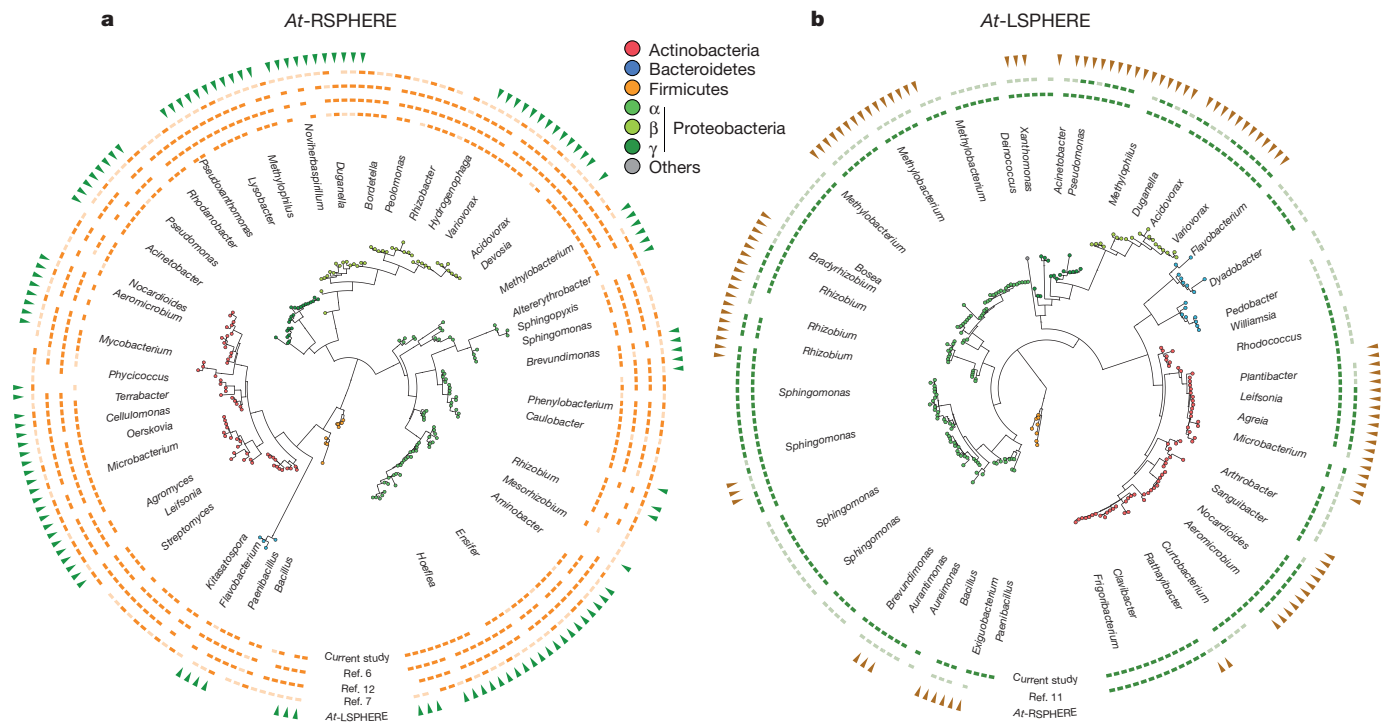 a
At-RSPHERE
b
At-LSPHERE
Actinobacteria
Bacteroidetes
Firmicutes
α
β
γ
Proteobacteria
Others
Noviherbaspirillum
Duganella
Bordetella
Pelomonas
Rhizobacter
Hydrogenophaga
Variovorax
Acidovorax
Devosia
Methylobacterium
Altererythrobacter
Sphingopyxis
Sphingomonas
Brevundimonas
Phenylobacterium
Caulobacter
Rhizobium
Mesorhizobium
Aminobacter
Ensifer
Hoeflea
Bacillus
Paenibacillus
Flavobacterium
Kitasatospora
Streptomyces
Leifsonia
Agromyces
Microbacterium
Oerskovia
Cellulomonas
Terrabacter
Phycicoccus
Mycobacterium
Aeromicrobium
Nocardioides
Acinetobacter
Pseudomonas
Rhodanobacter
Pseudoxanthomonas
Lysobacter
Methylophilus
Current study
Ref. 6
Ref. 12
Ref. 7
At-LSPHERE
Methylobacterium
Deinococcus
Xanthomonas
Acinetobacter
Pseudomonas
Methylophilus
Duganella
Acidovorax
Variovorax
Flavobacterium
Dyadobacter
Pedobacter
Williamsia
Rhodococcus
Plantibacter
Leifsonia
Agreia
Microbacterium
Arthrobacter
Sanguibacter
Nocardioides
Aeromicrobium
Curtobacterium
Rathayibacter
Clavibacter
Frigoribacterium
Paenibacillus
Exiguobacterium
Bacillus
Aureimonas
Aurantimonas
Brevundimonas
Sphingomonas
Sphingomonas
Sphingomonas
Sphingomonas
Rhizobium
Rhizobium
Rhizobium
Bradyrhizobium
Bosea
Methylobacterium
Methylobacterium
Current study
Ref. 11
At-RSPHERE